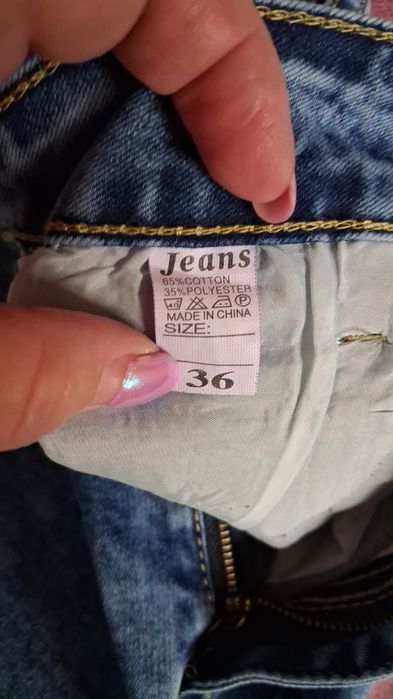 Jeans
65%COTTON
35%POLYESTER
P
MADE IN CHINA
SIZE:
36